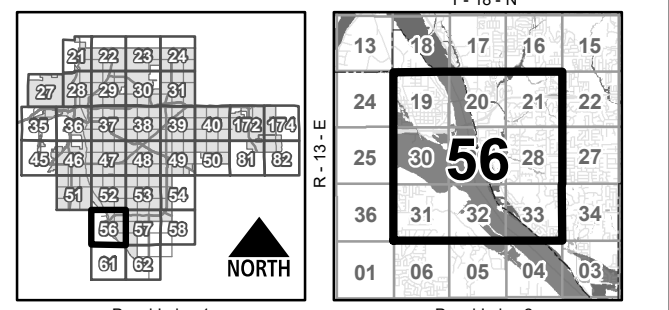 21 22 23 24
27 28 29 30 31
35 36 37 38 39 40 172 174
45 46 47 48 49 50 81 82
51 52 53 54
56 57 58
61 62
NORTH
R - 13 - E
13 18 17 16 15
24 19 20 21 22
25 30 56 28 27
36 31 32 33 34
01 06 05 04 03